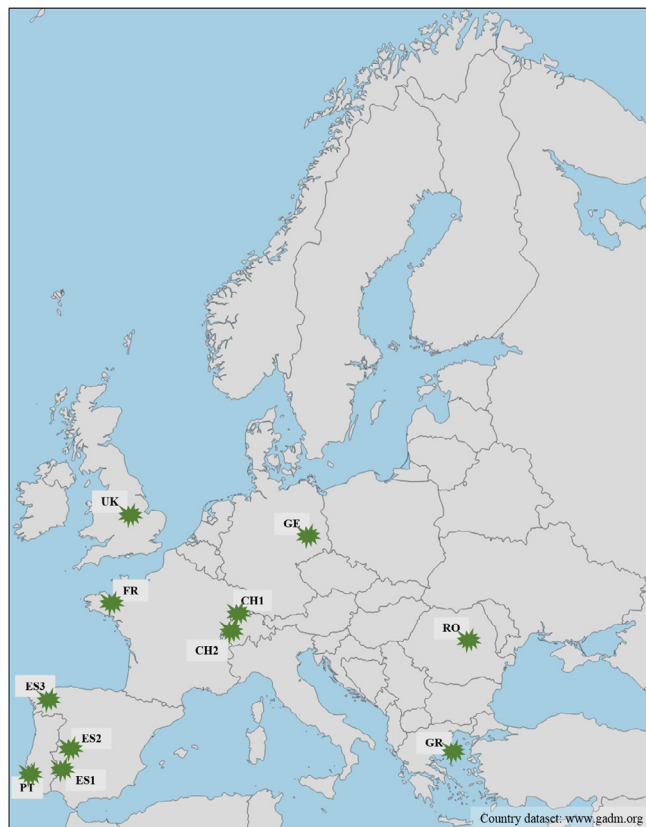 UK
GE
FR
CH1
RO
CH2
ES3
ES2
GR
ES1
PT
Country dataset: www.gadm.org